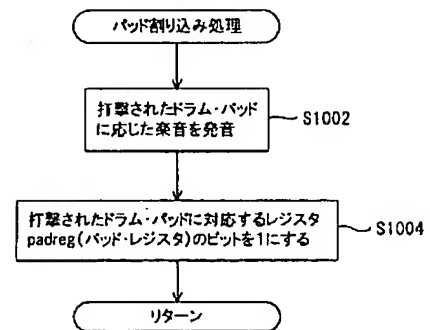 パッド割り込み処理
打撃されたドラム・パッド
に応じた楽音を発音
S1002
打撃されたドラム・パッドに対応するレジスタ
padreg(パッド・レジスタ)のビットを1にする
S1004
リターン